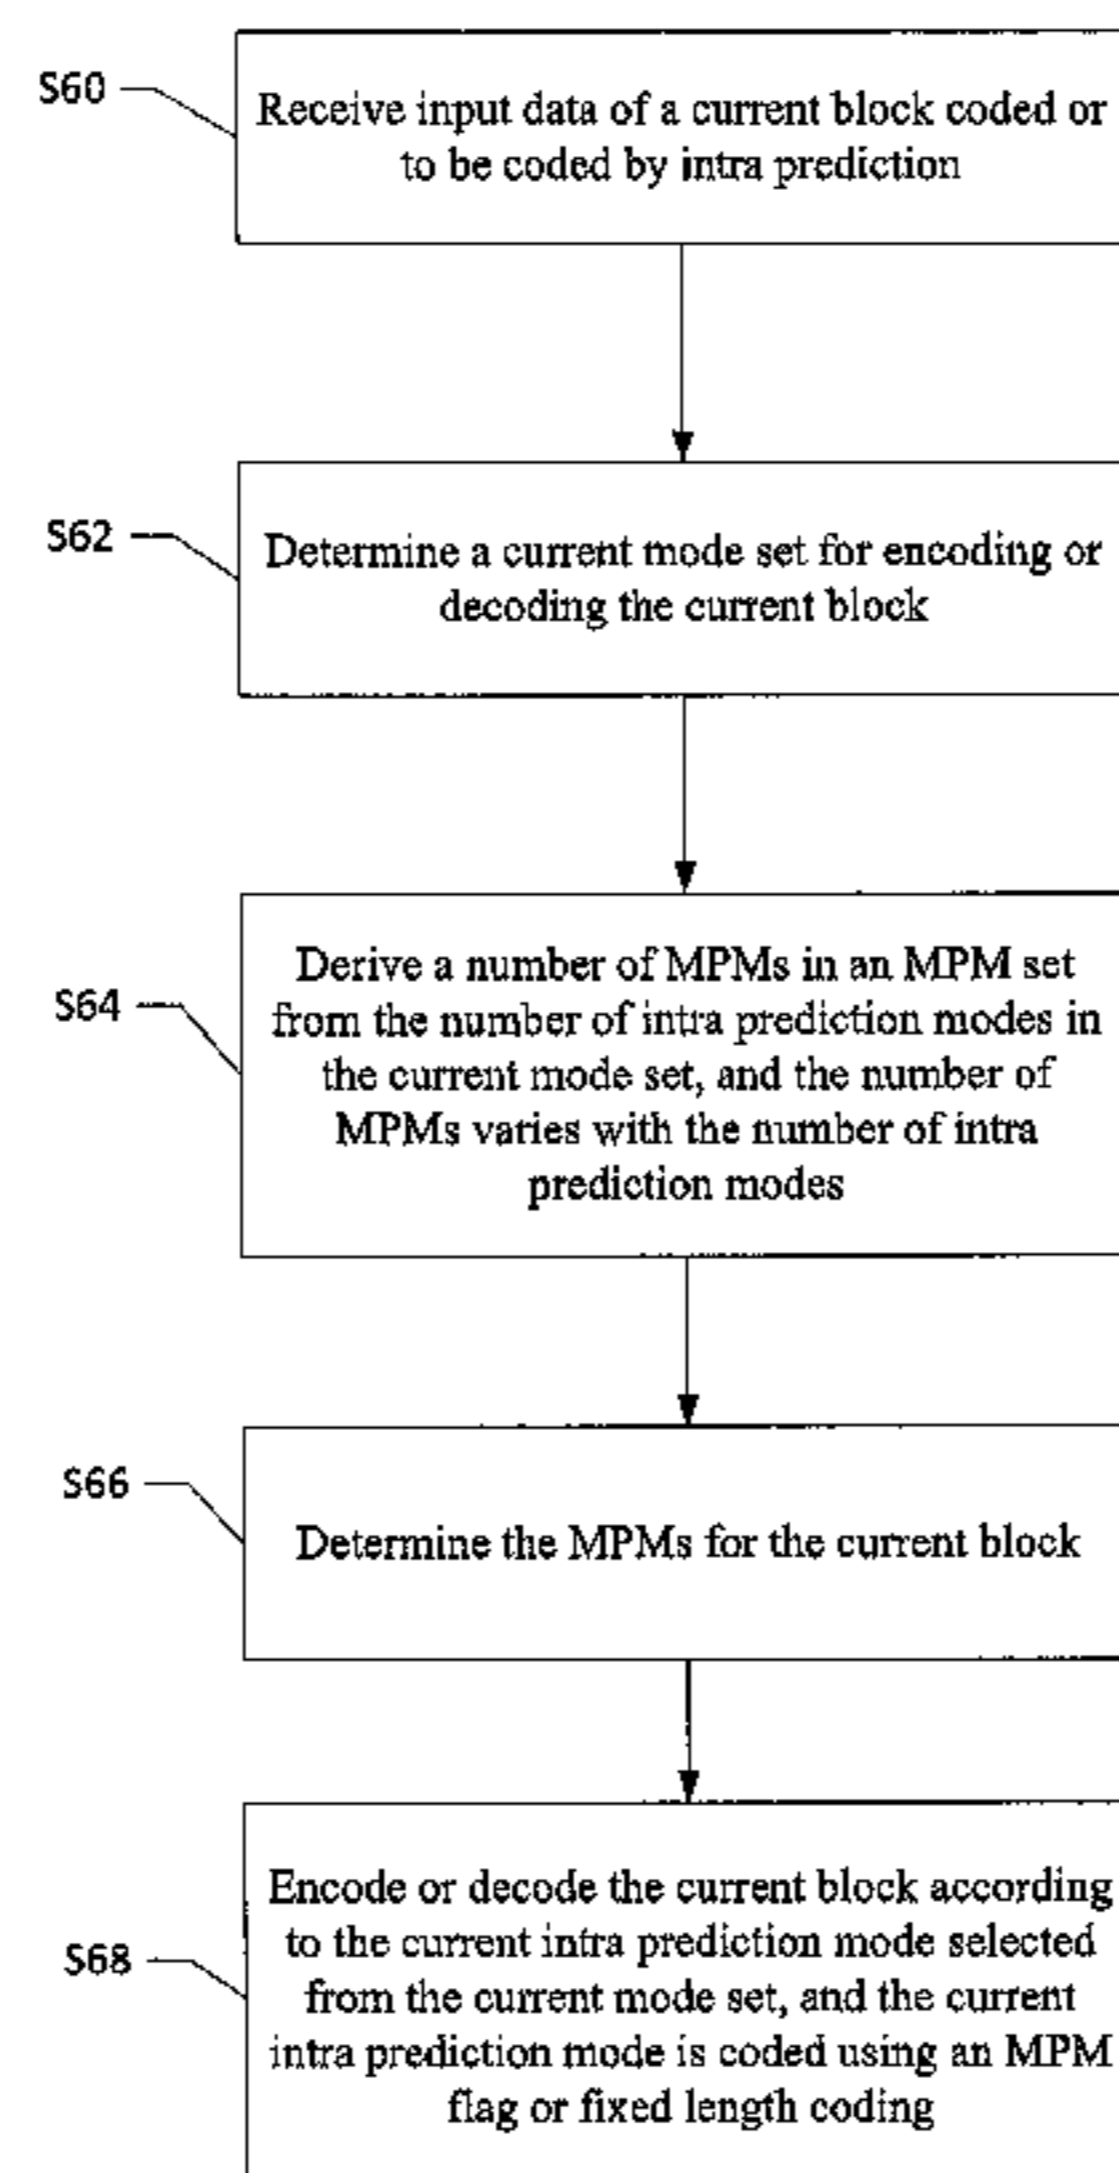 S60
Receive input data of a current block coded or
to be coded by intra prediction
S62
Determine a current mode set for encoding or
decoding the current block
S64
Derive a number of MPMs in an MPM set
from the number of intra prediction modes in
the current mode set, and the number of
MPMs varies with the number of intra
prediction modes
S66
Determine the MPMs for the current block
S68
Encode or decode the current block according
to the current intra prediction mode selected
from the current mode set, and the current
intra prediction mode is coded using an MPM
flag or fixed length coding